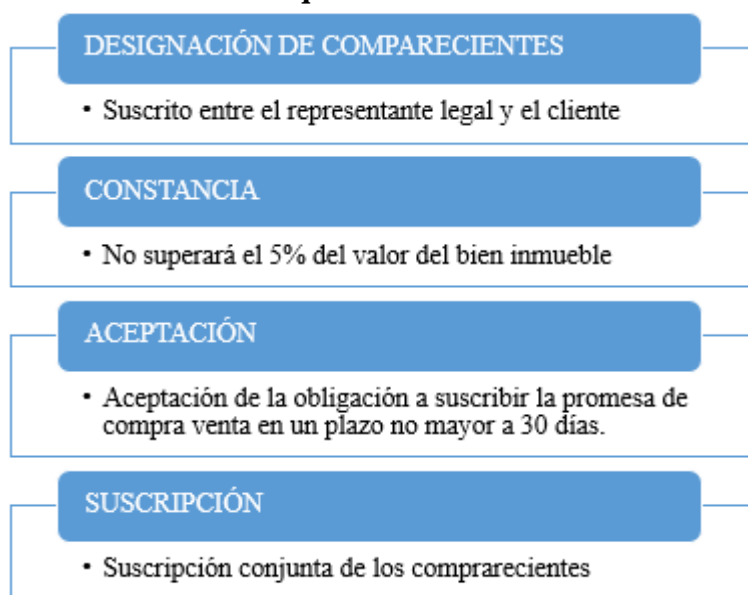 DESIGNACIÓN DE COMPARECIENTES
• Suscrito entre el representante legal y el cliente
CONSTANCIA
• No superará el 5% del valor del bien inmueble
ACEPTACIÓN
• Aceptación de la obligación a suscribir la promesa de
compra venta en un plazo no mayor a 30 días.
SUSCRIPCIÓN
• Suscripción conjunta de los comprarecientes